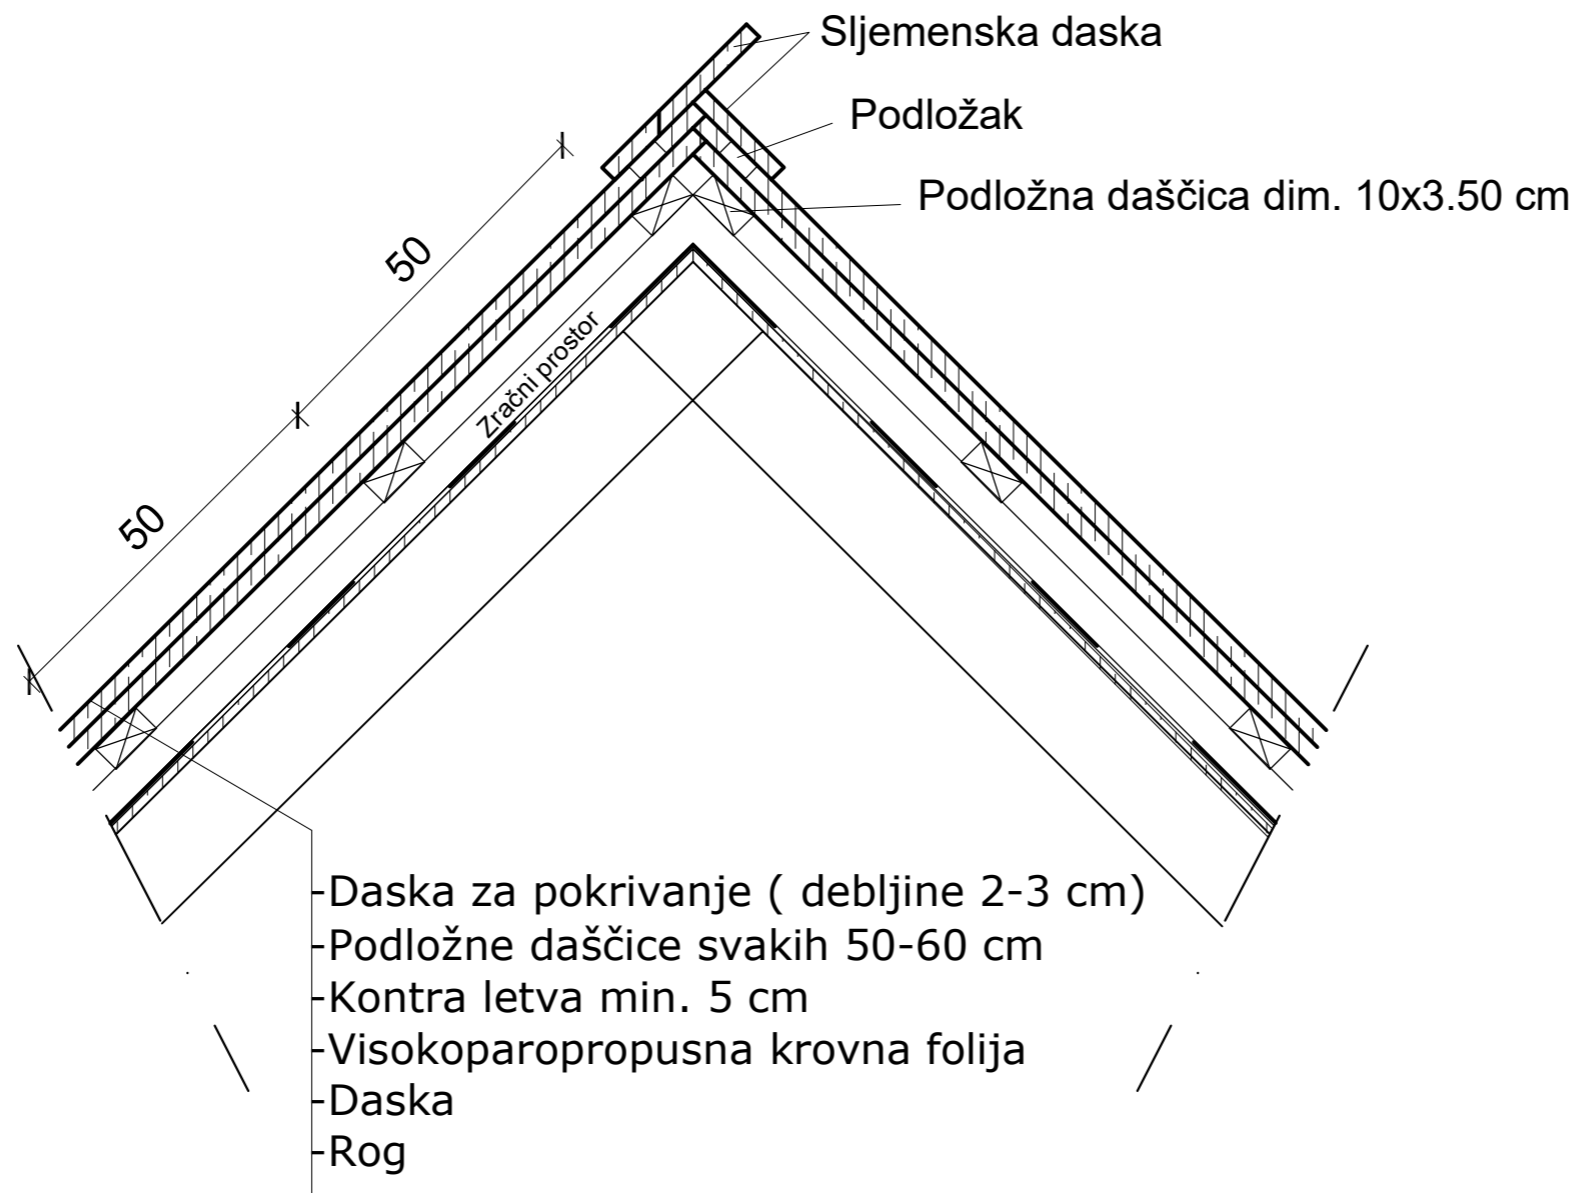 Sljemenska daska
Podložak
Podložna daščica dim. 10x3.50 cm
50
Zračni prostor
50
-Daska za pokrivanje ( debljine 2-3 cm)
-Podložne daščice svakih 50-60 cm
-Kontra letva min. 5 cm
-Visokoparopropusna krovna folija
-Daska
-Rog